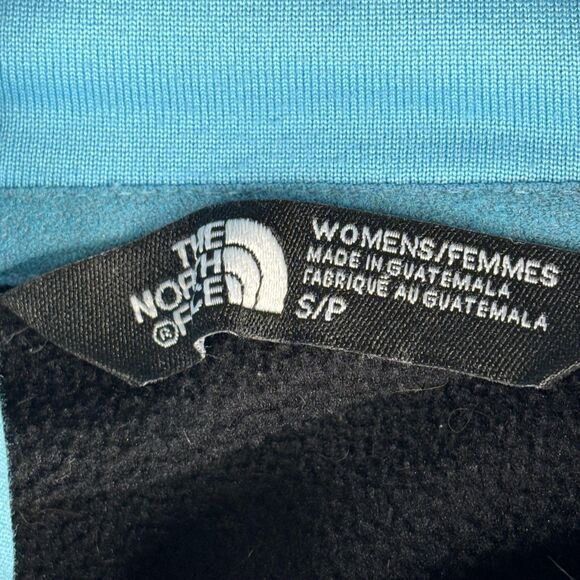 THE
NORTH
®FACE
WOMENS/FEMMES
MADE IN GUATEMALA
FABRIQUÉ AU GUATEMALA
S/P